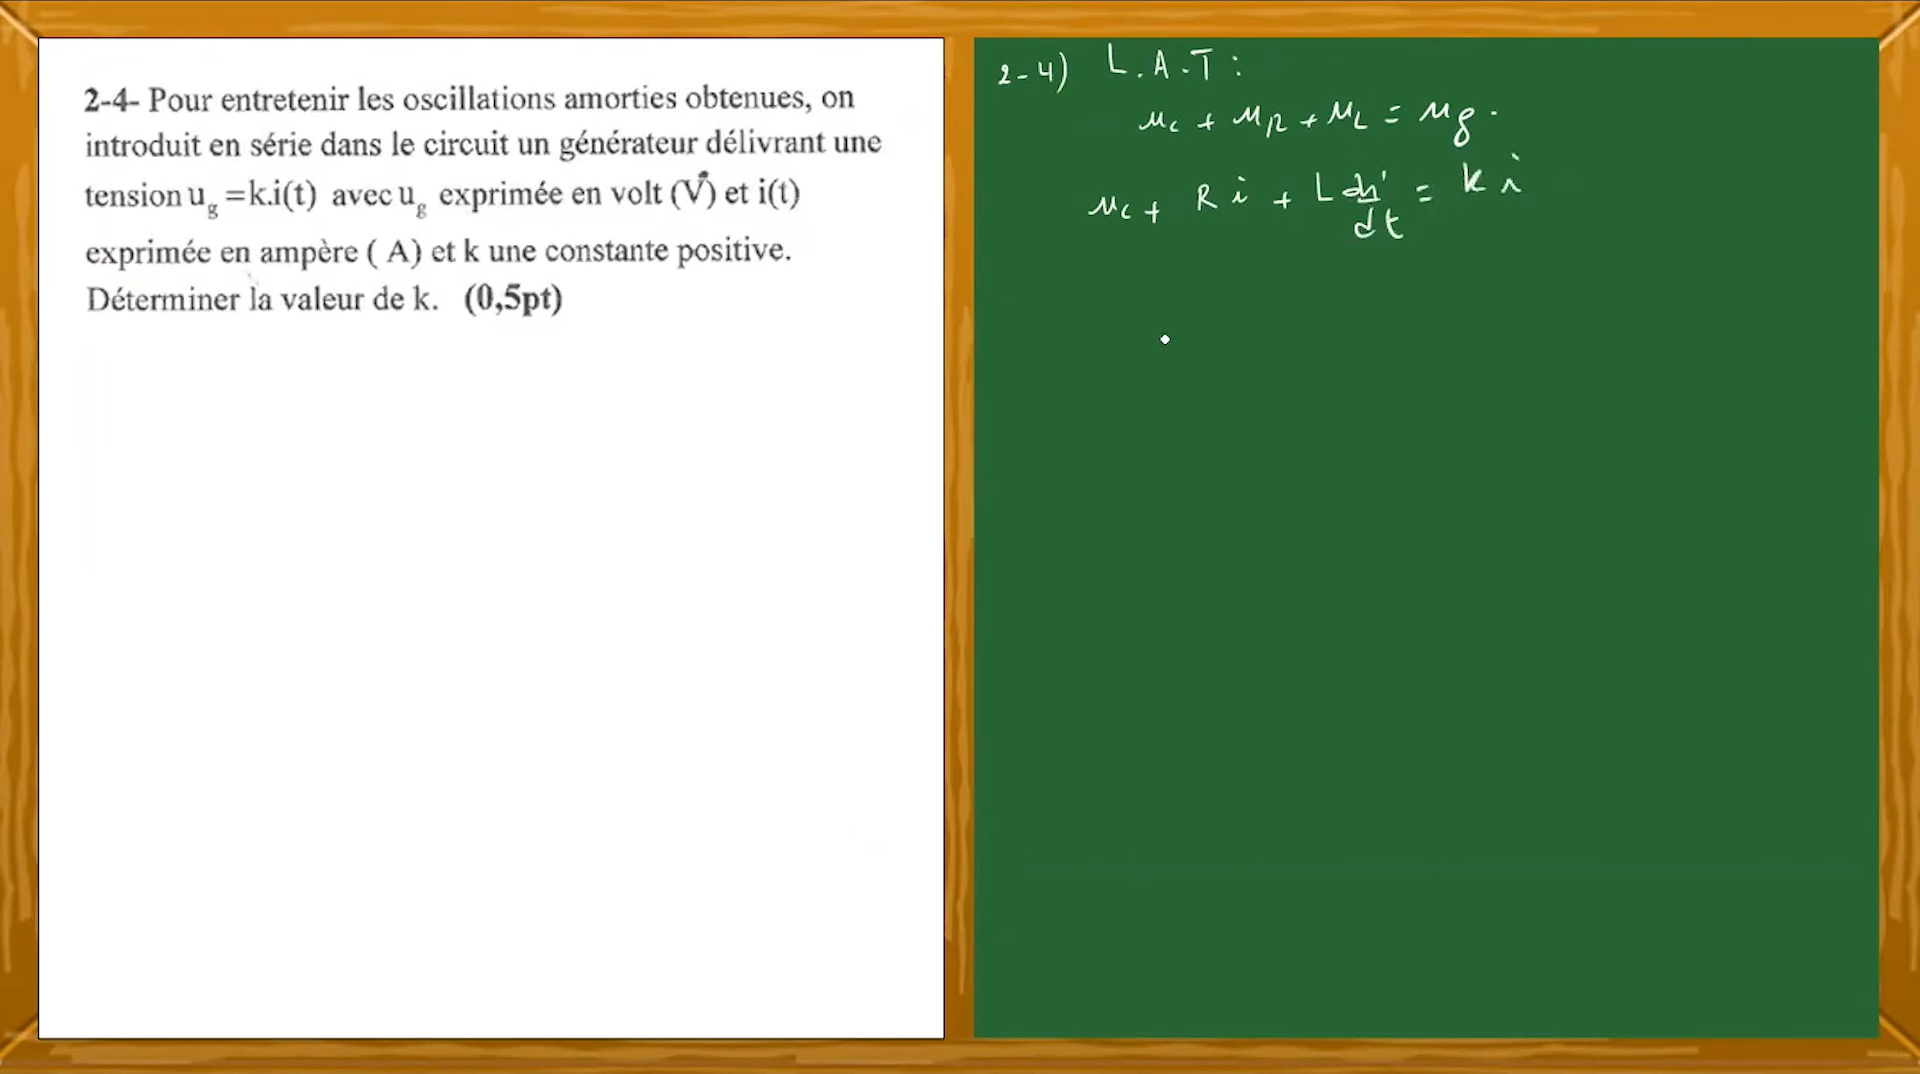 2-4- Pour entretenir les oscillations amorties obtenues, on
introduit en série dans le circuit un générateur délivrant une
tension u_g =k.i(t) avec u_g exprimée en volt (V) et i(t)
exprimée en ampère ( A) et k une constante positive.
Déterminer la valeur de k. (0,5pt)
2-4) L.A.T:
u_c + u_R + u_L = u_g.
u_c + R i + L di/dt = k i